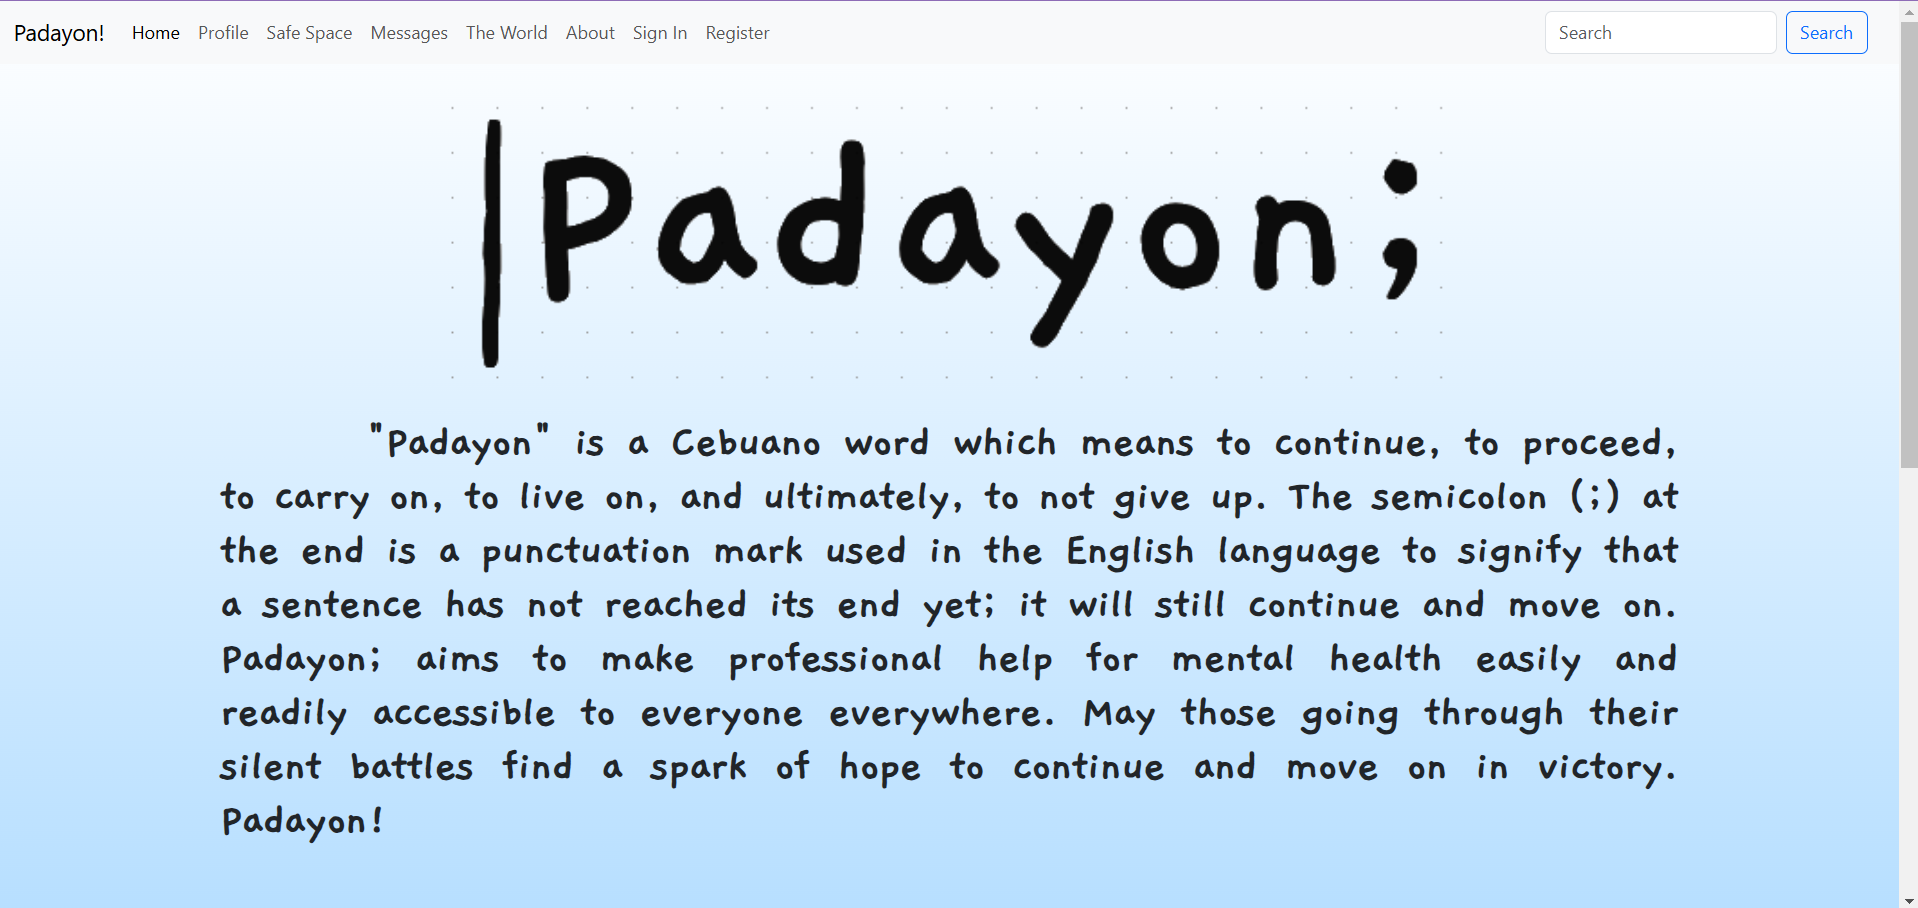 Padayon! Home Profile Safe Space Messages The World About Sign In Register Search Search
|Padayon;
"Padayon" is a Cebuano word which means to continue, to proceed,
to carry on, to live on, and ultimately, to not give up. The semicolon (;) at
the end is a punctuation mark used in the English language to signify that
a sentence has not reached its end yet; it will still continue and move on.
Padayon; aims to make professional help for mental health easily and
readily accessible to everyone everywhere. May those going through their
silent battles find a spark of hope to continue and move on in victory.
Padayon!